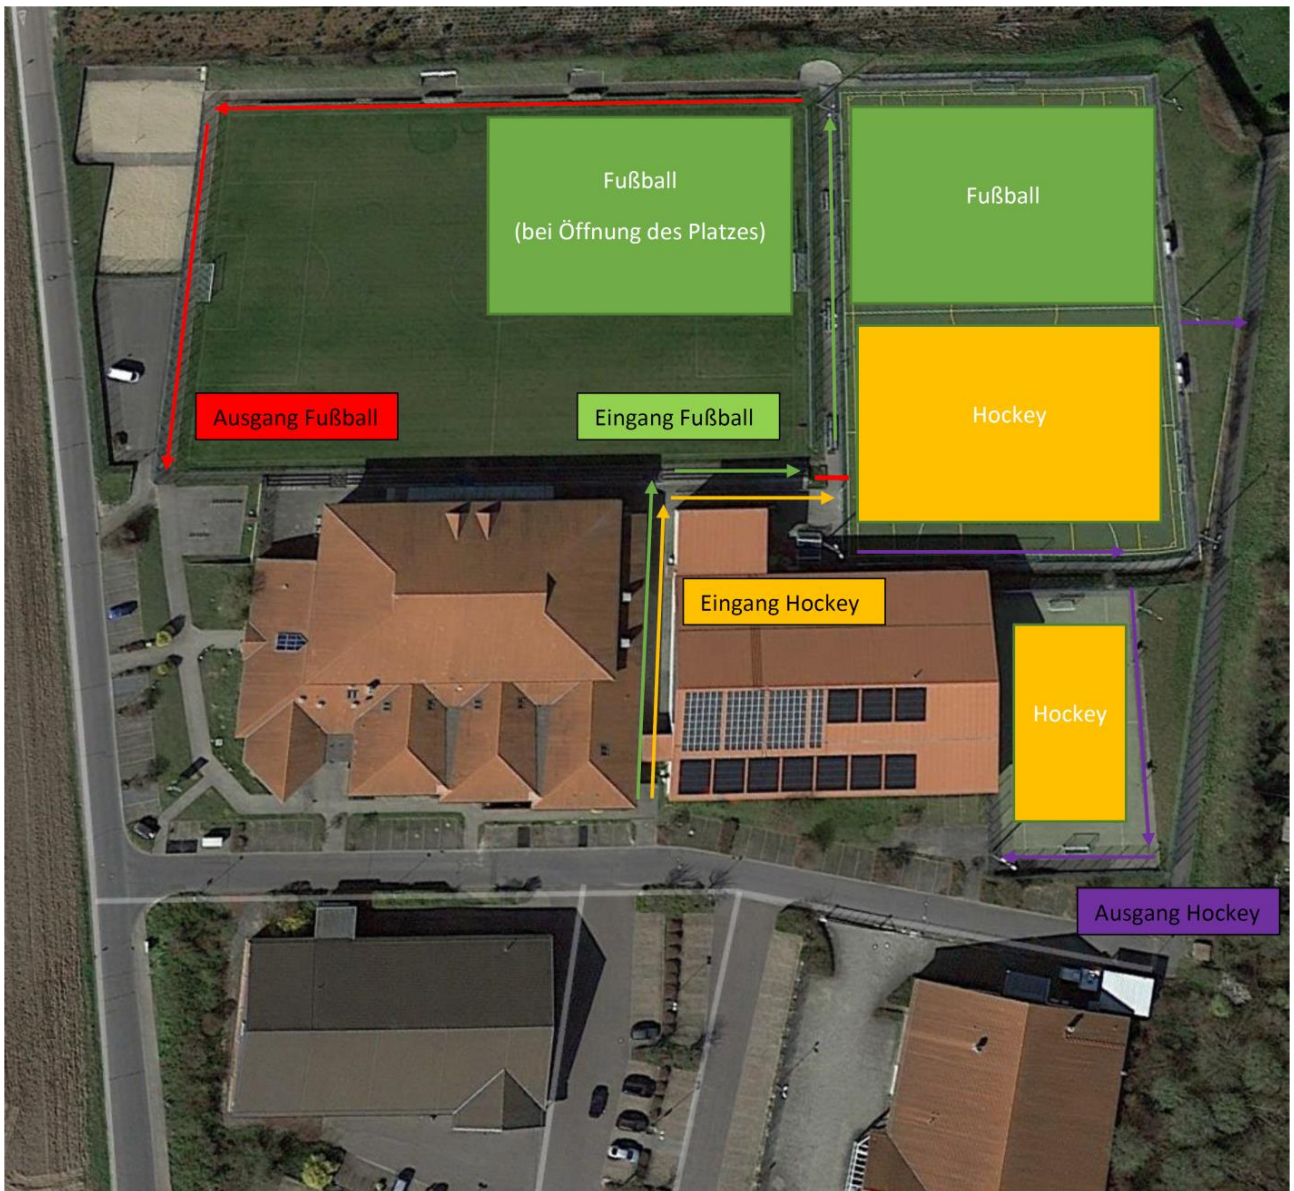 Fußball
(bei Öffnung des Platzes)
Fußball
Ausgang Fußball
Eingang Fußball
Hockey
Eingang Hockey
Hockey
Ausgang Hockey